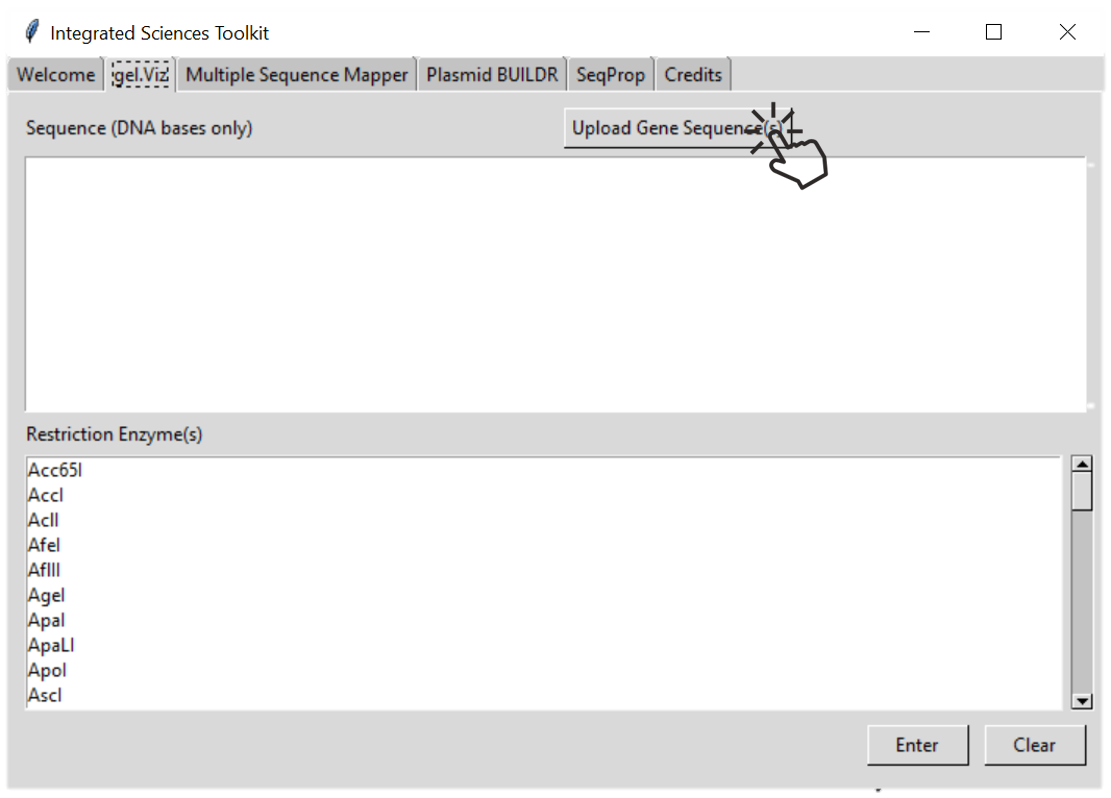 Integrated Sciences Toolkit
Welcome gel.Viz Multiple Sequence Mapper Plasmid BUILDR SeqProp Credits
Sequence (DNA bases only) Upload Gene Sequence(s)
Restriction Enzyme(s)
Acc65I
AccI
AclI
AfeI
AflII
AgeI
ApaI
ApaLI
ApoI
AscI
Enter Clear